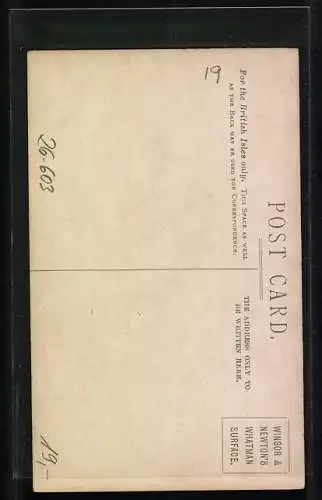 POST CARD.
For the British Isles only. THIS SPACE AS WELL
AS THE BACK MAY BE USED FOR CORRESPONDENCE.
THE ADDRESS ONLY TO
BE WRITTEN HERE.
WINSOR &
NEWTON'S
WHATMAN
SURFACE.
19
26-603
19,-